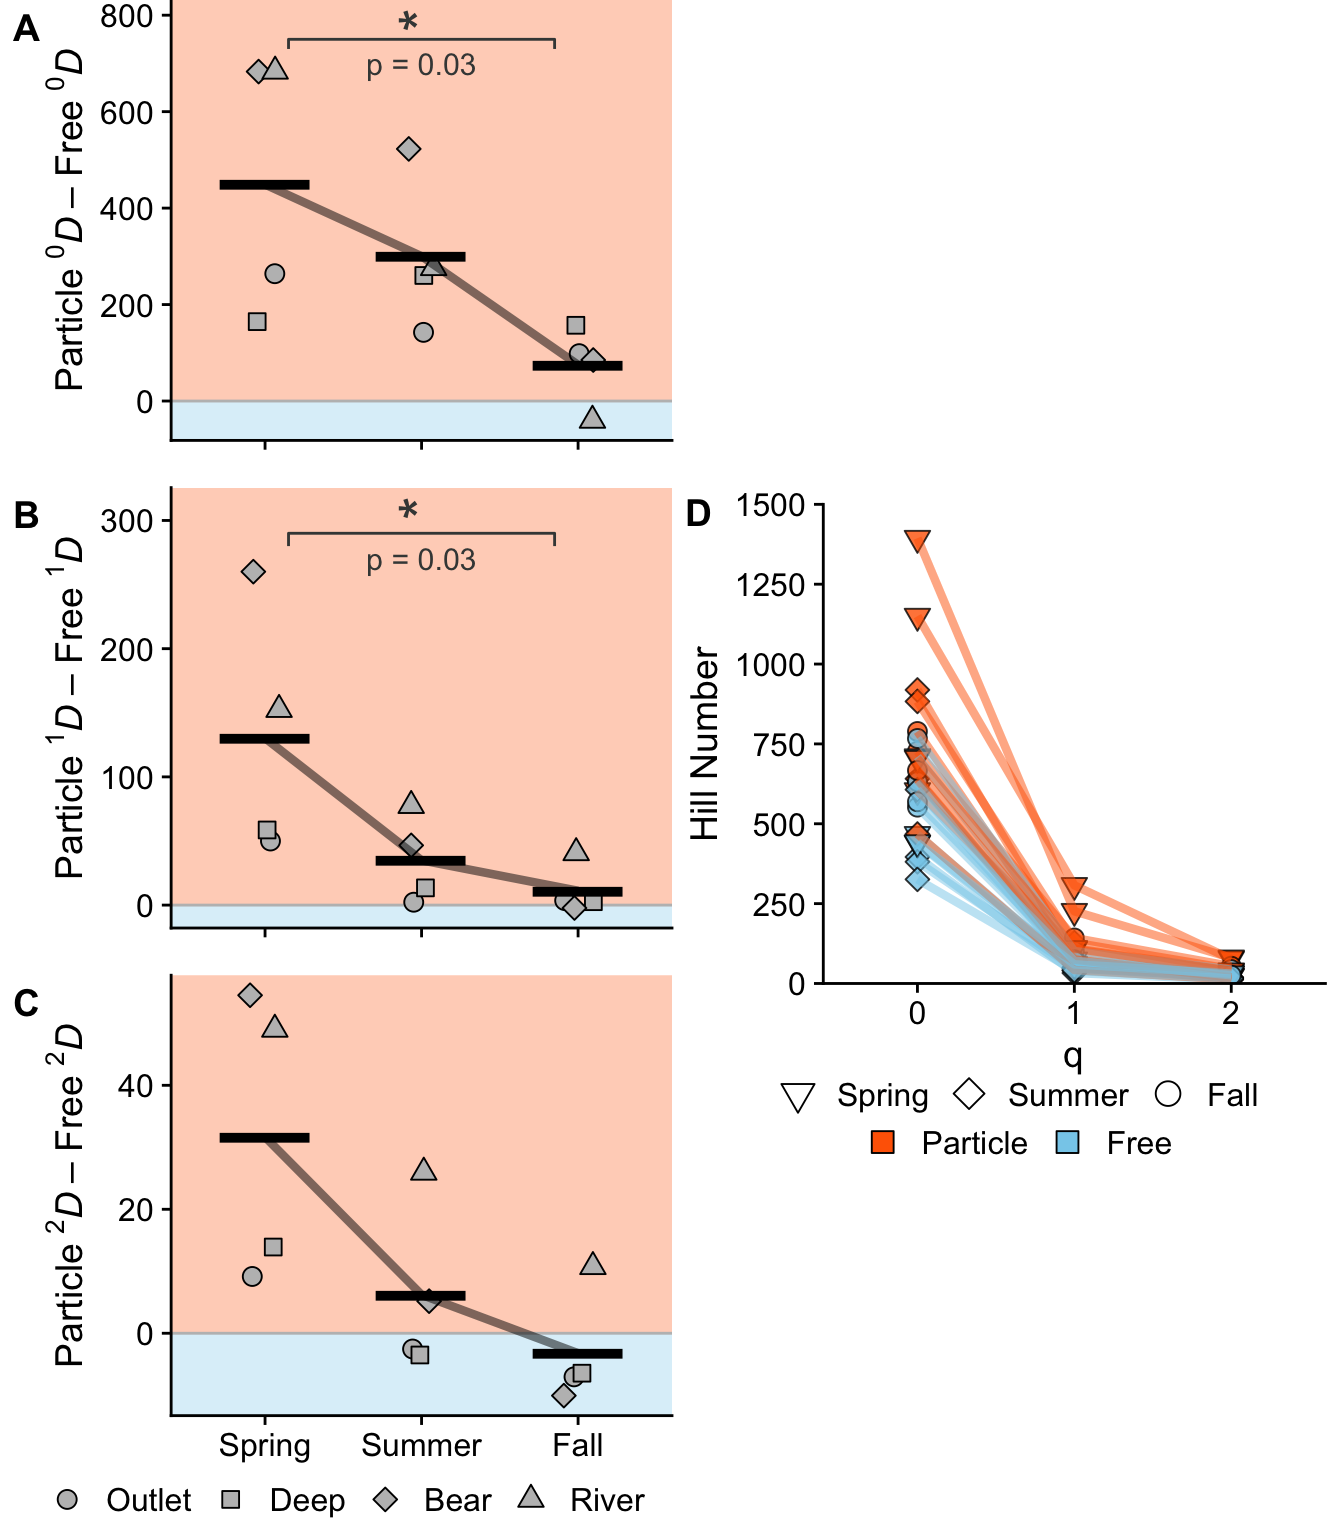 A
Particle ⁰D – Free ⁰D
800
600
400
200
0
*
p = 0.03
B
Particle ¹D – Free ¹D
300
200
100
0
*
p = 0.03
C
Particle ²D – Free ²D
40
20
0
Spring Summer Fall
Outlet Deep Bear River
D
Hill Number
1500
1250
1000
750
500
250
0
0 1 2
q
Spring Summer Fall
Particle Free